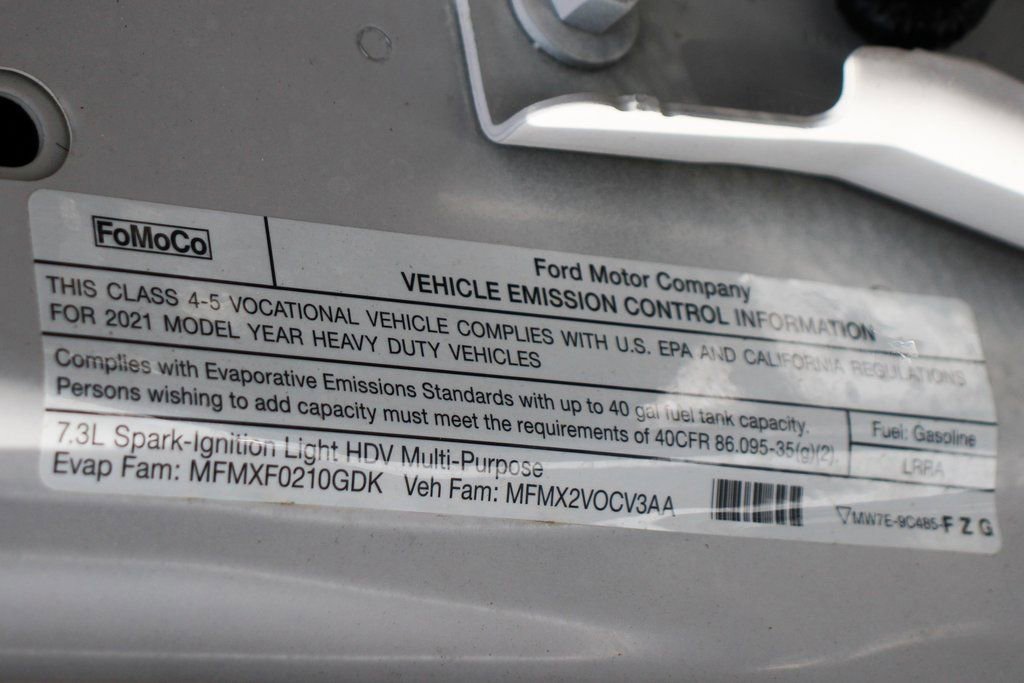 FoMoCo
Ford Motor Company
VEHICLE EMISSION CONTROL INFORMATION
THIS CLASS 4-5 VOCATIONAL VEHICLE COMPLIES WITH U.S. EPA AND CALIFORNIA REGULATIONS
FOR 2021 MODEL YEAR HEAVY DUTY VEHICLES
Complies with Evaporative Emissions Standards with up to 40 gal fuel tank capacity.
Persons wishing to add capacity must meet the requirements of 40CFR 86.095-35(g)(2).
Fuel: Gasoline
LRRA
7.3L Spark-Ignition Light HDV Multi-Purpose
Evap Fam: MFMXF0210GDK Veh Fam: MFMX2VOCV3AA
MW7E-9C485-FZG